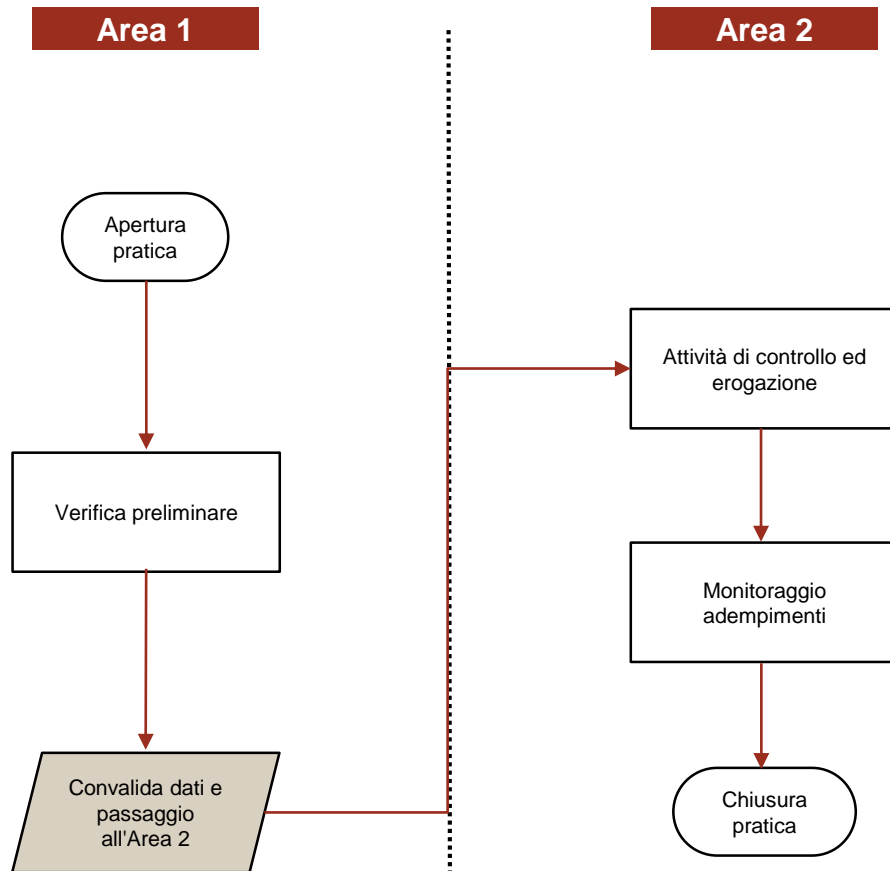 Area 1
Area 2
Apertura
pratica
Verifica preliminare
Convalida dati e
passaggio
all'Area 2
Attività di controllo ed
erogazione
Monitoraggio
adempimenti
Chiusura
pratica